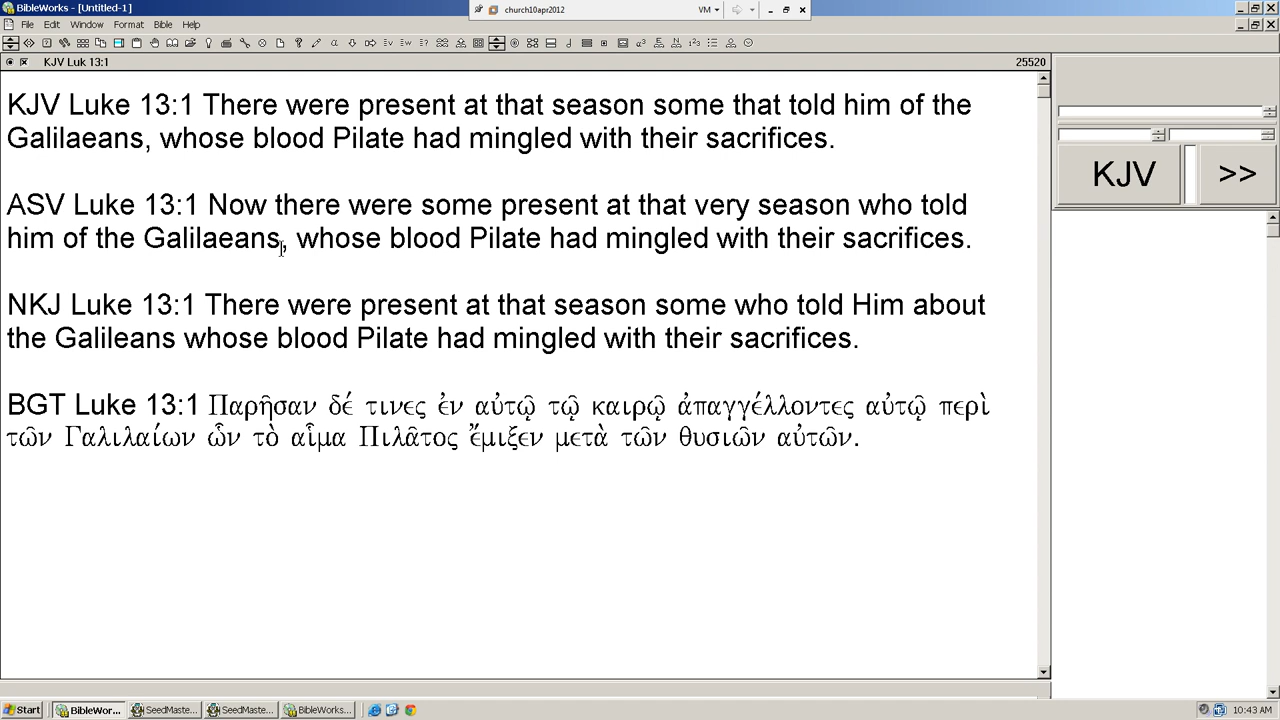 BibleWorks - [Untitled-1]
church10apr2012
VM
File Edit Window Format Bible Help
KJV Luk 13:1
25520
KJV Luke 13:1 There were present at that season some that told him of the
Galilaeans, whose blood Pilate had mingled with their sacrifices.
ASV Luke 13:1 Now there were some present at that very season who told
him of the Galilaeans, whose blood Pilate had mingled with their sacrifices.
NKJ Luke 13:1 There were present at that season some who told Him about
the Galileans whose blood Pilate had mingled with their sacrifices.
BGT Luke 13:1 Παρῆσαν δέ τινες ἐν αὐτῷ τῷ καιρῷ ἀπαγγέλλοντες αὐτῷ περὶ
τῶν Γαλιλαίων ὧν τὸ αἷμα Πιλᾶτος ἔμιξεν μετὰ τῶν θυσιῶν αὐτῶν.
KJV
>>
Start
BibleWor...
SeedMaste...
SeedMaste...
BibleWorks...
10:43 AM